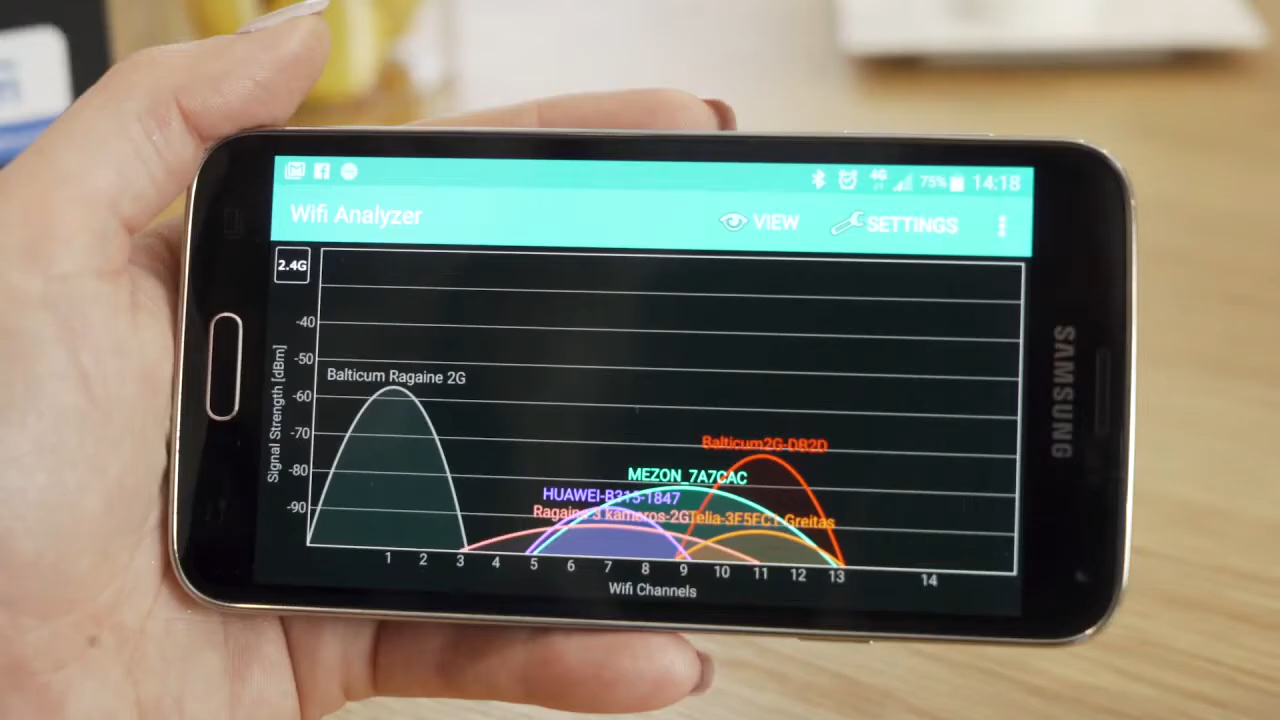 4G 75% 14:18
Wifi Analyzer VIEW SETTINGS
2.4G
-40
-50
-60
-70
-80
-90
Signal Strength [dBm]
Balticum Ragaine 2G
Balticum2G-DB2D
MEZON_7A7CAC
HUAWEI-B315-1847
Ragaine 3 kameros-2G
Telia-3F5FC1-Greitas
1 2 3 4 5 6 7 8 9 10 11 12 13 14
Wifi Channels
SAMSUNG